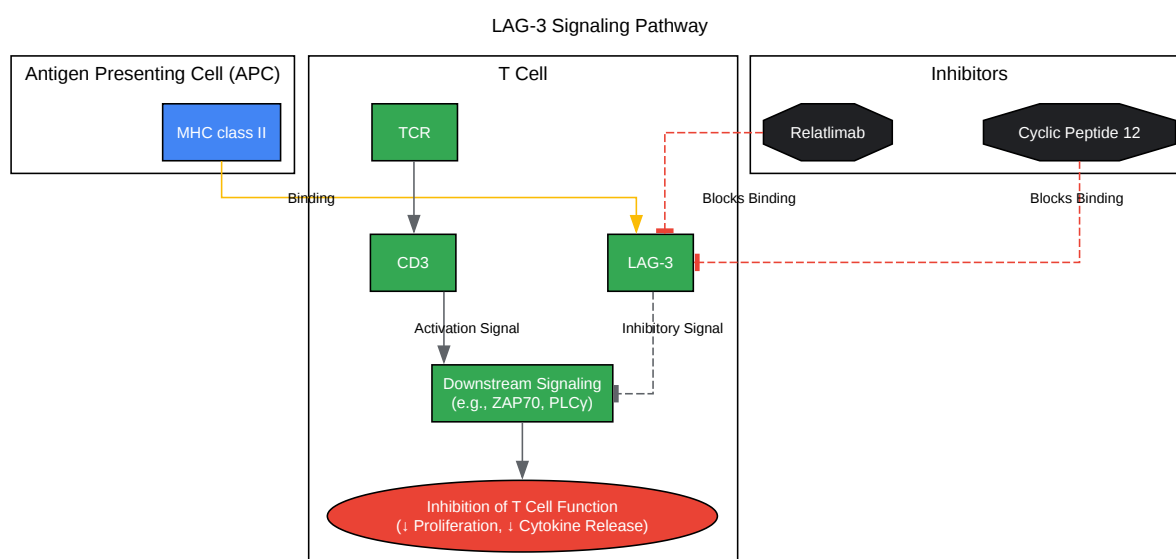 LAG-3 Signaling Pathway
Antigen Presenting Cell (APC)
T Cell
Inhibitors
MHC class II
TCR
Relatlimab
Cyclic Peptide 12
Binding
Blocks Binding
Blocks Binding
CD3
LAG-3
Activation Signal
Inhibitory Signal
Downstream Signaling
(e.g., ZAP70, PLCγ)
Inhibition of T Cell Function
(↓ Proliferation, ↓ Cytokine Release)